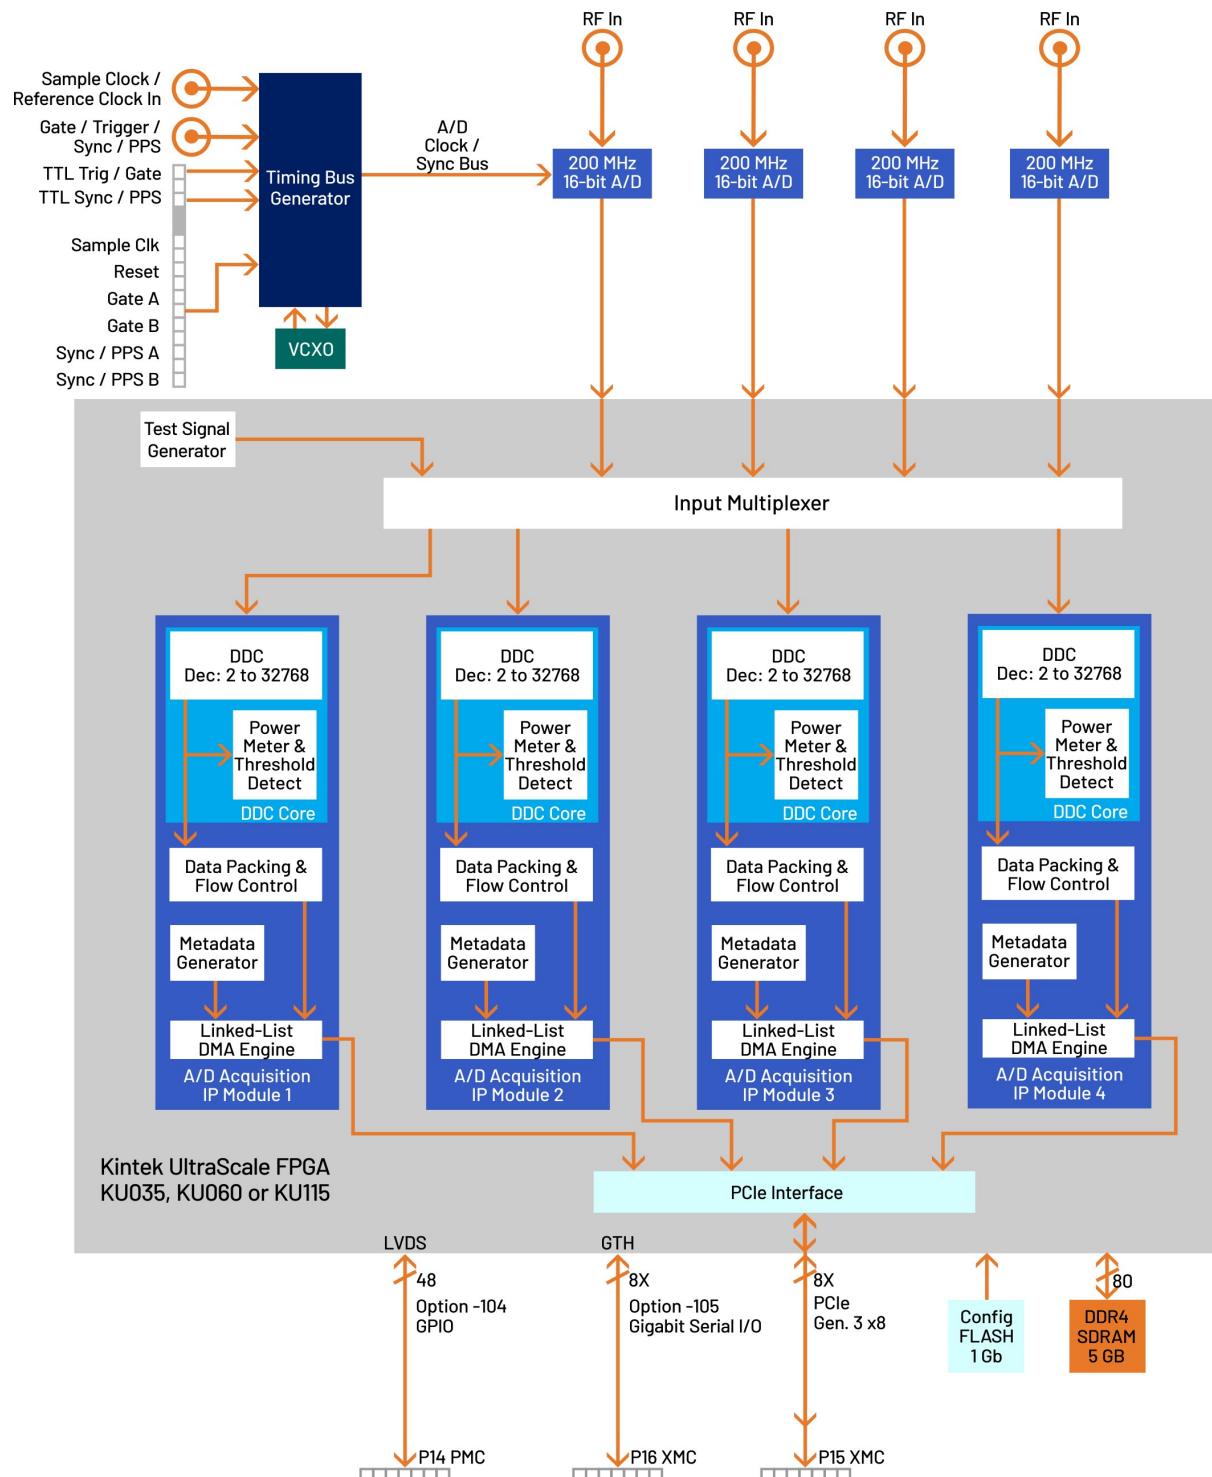 RF In
RF In
RF In
RF In
Sample Clock /
Reference Clock In
Gate / Trigger /
Sync / PPS
TTL Trig / Gate
TTL Sync / PPS
Sample Clk
Reset
Gate A
Gate B
Sync / PPS A
Sync / PPS B
Timing Bus
Generator
VCXO
A/D
Clock /
Sync Bus
200 MHz
16-bit A/D
200 MHz
16-bit A/D
200 MHz
16-bit A/D
200 MHz
16-bit A/D
Test Signal
Generator
Input Multiplexer
DDC
Dec: 2 to 32768
Power
Meter &
Threshold
Detect
DDC Core
Data Packing &
Flow Control
Metadata
Generator
Linked-List
DMA Engine
A/D Acquisition
IP Module 1
DDC
Dec: 2 to 32768
Power
Meter &
Threshold
Detect
DDC Core
Data Packing &
Flow Control
Metadata
Generator
Linked-List
DMA Engine
A/D Acquisition
IP Module 2
DDC
Dec: 2 to 32768
Power
Meter &
Threshold
Detect
DDC Core
Data Packing &
Flow Control
Metadata
Generator
Linked-List
DMA Engine
A/D Acquisition
IP Module 3
DDC
Dec: 2 to 32768
Power
Meter &
Threshold
Detect
DDC Core
Data Packing &
Flow Control
Metadata
Generator
Linked-List
DMA Engine
A/D Acquisition
IP Module 4
Kintek UltraScale FPGA
KU035, KU060 or KU115
PCIe Interface
LVDS
48
Option -104
GPIO
P14 PMC
GTH
8X
Option -105
Gigabit Serial I/O
P16 XMC
8X
PCIe
Gen. 3 x8
P15 XMC
Config
FLASH
1 Gb
80
DDR4
SDRAM
5 GB